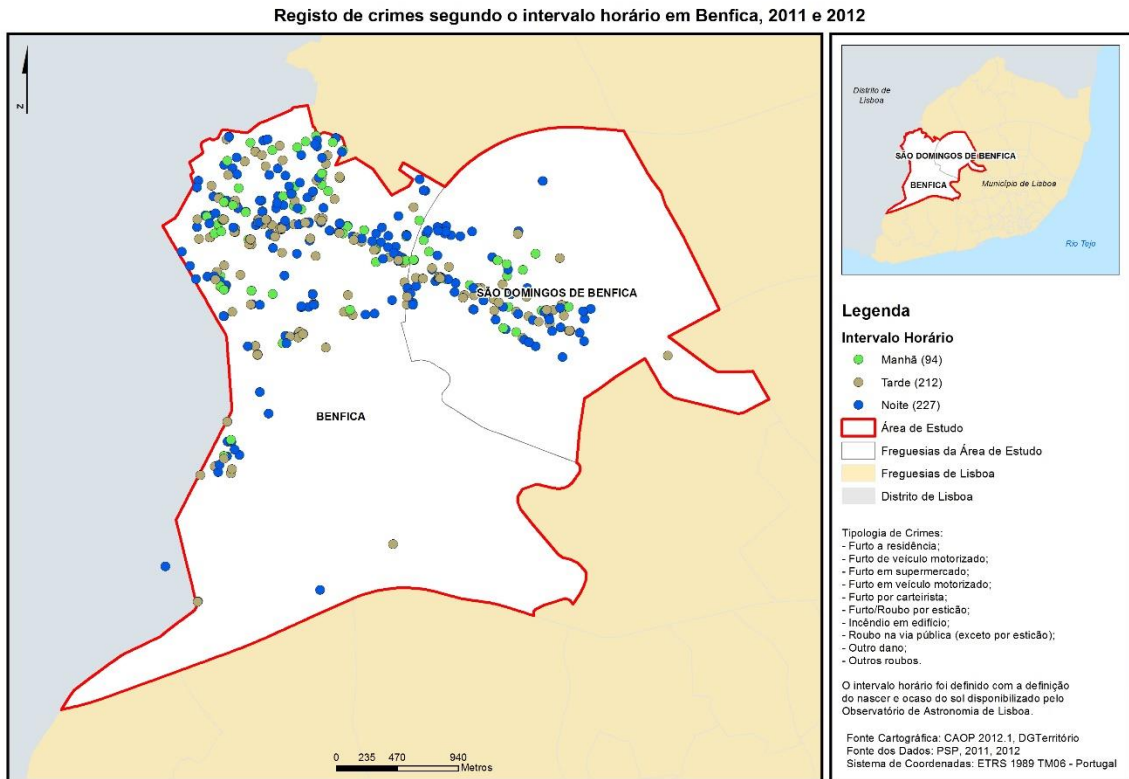 Registo de crimes segundo o intervalo horário em Benfica, 2011 e 2012
z
SÃO DOMINGOS DE BENFICA
BENFICA
0 235 470 940
Metros
Distrito de
Lisboa
SÃO DOMINGOS DE BENFICA
Município de Lisboa
BENFICA
Rio Tejo
Legenda
Intervalo Horário
Manhã (94)
Tarde (212)
Noite (227)
Área de Estudo
Freguesias da Área de Estudo
Freguesias de Lisboa
Distrito de Lisboa
Tipologia de Crimes:
- Furto a residência;
- Furto de veículo motorizado;
- Furto em supermercado;
- Furto em veículo motorizado;
- Furto por carteirista;
- Furto/Roubo por esticão;
- Incêndio em edifício;
- Roubo na via pública (exceto por esticão);
- Outro dano;
- Outros roubos.
O intervalo horário foi definido com a definição
do nascer e ocaso do sol disponibilizado pelo
Observatório de Astronomia de Lisboa.
Fonte Cartográfica: CAOP 2012.1, DGTerritório
Fonte dos Dados: PSP, 2011, 2012
Sistema de Coordenadas: ETRS 1989 TM06 - Portugal